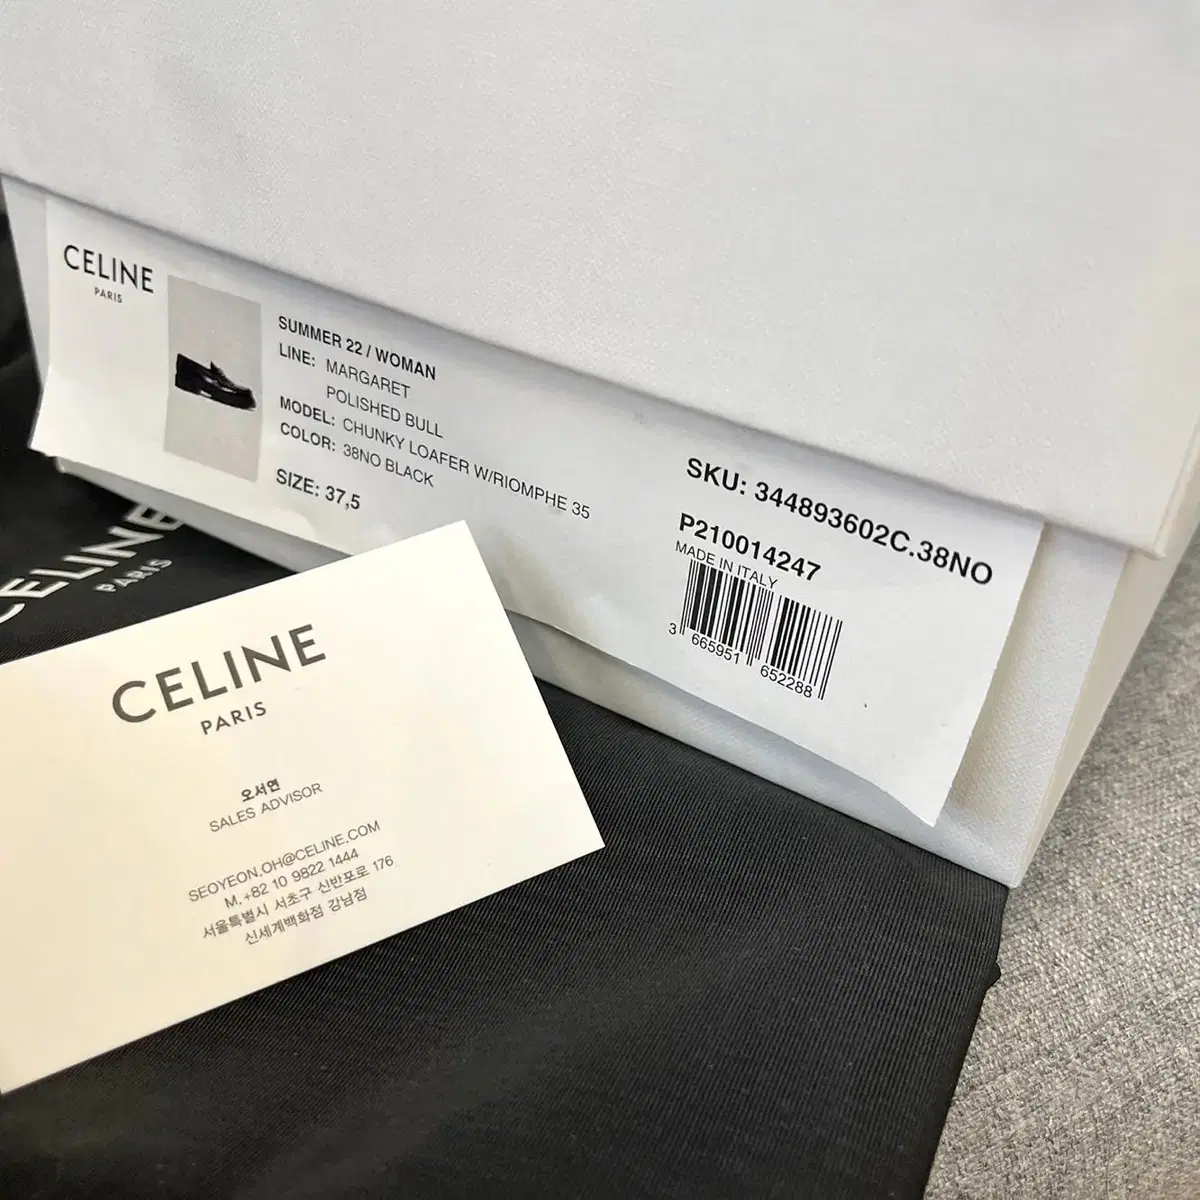 CELINE
PARIS
SUMMER 22 / WOMAN
LINE: MARGARET
POLISHED BULL
MODEL: CHUNKY LOAFER W/RIOMPHE 35
COLOR: 38NO BLACK
SIZE: 37,5
SKU: 344893602C.38NO
P210014247
MADE IN ITALY
3 665951 652288
CELINE
PARIS
CELINE
PARIS
오서연
SALES ADVISOR
SEOYEON.OH@CELINE.COM
M. +82 10 9822 1444
서울특별시 서초구 신반포로 176
신세계백화점 강남점